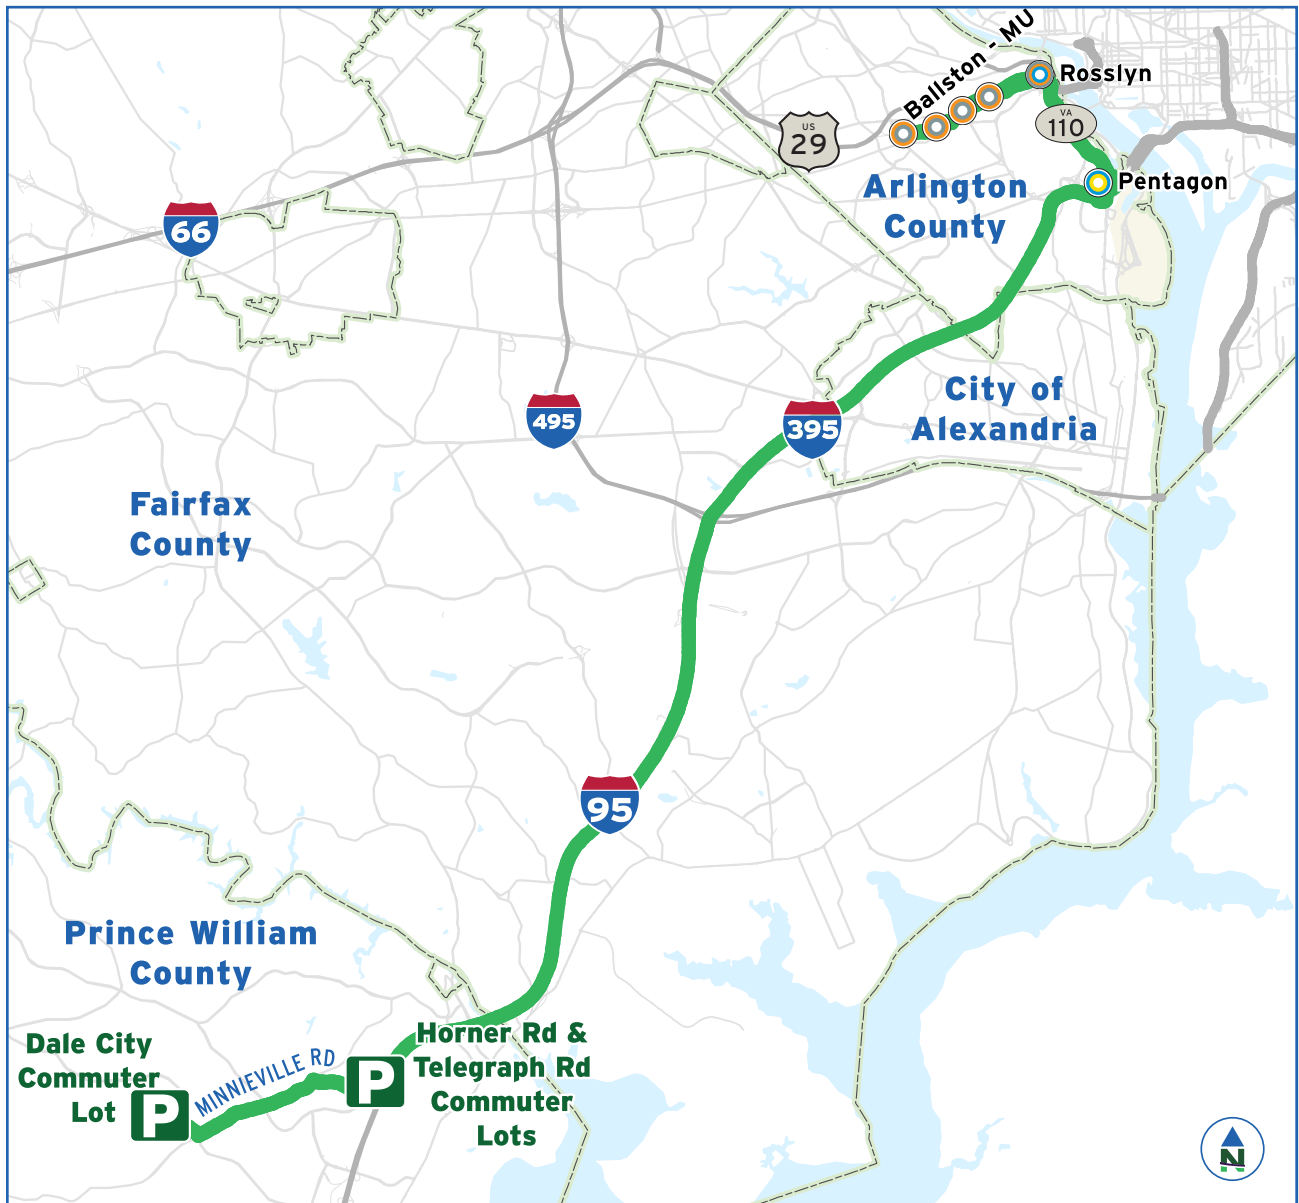 Ballston - MU
Rosslyn
US
29
VA
110
Pentagon
Arlington
County
66
495
395
City of
Alexandria
Fairfax
County
95
Prince William
County
Dale City
Commuter
Lot
P
MINNIEVILLE RD
P
Horner Rd &
Telegraph Rd
Commuter
Lots
N